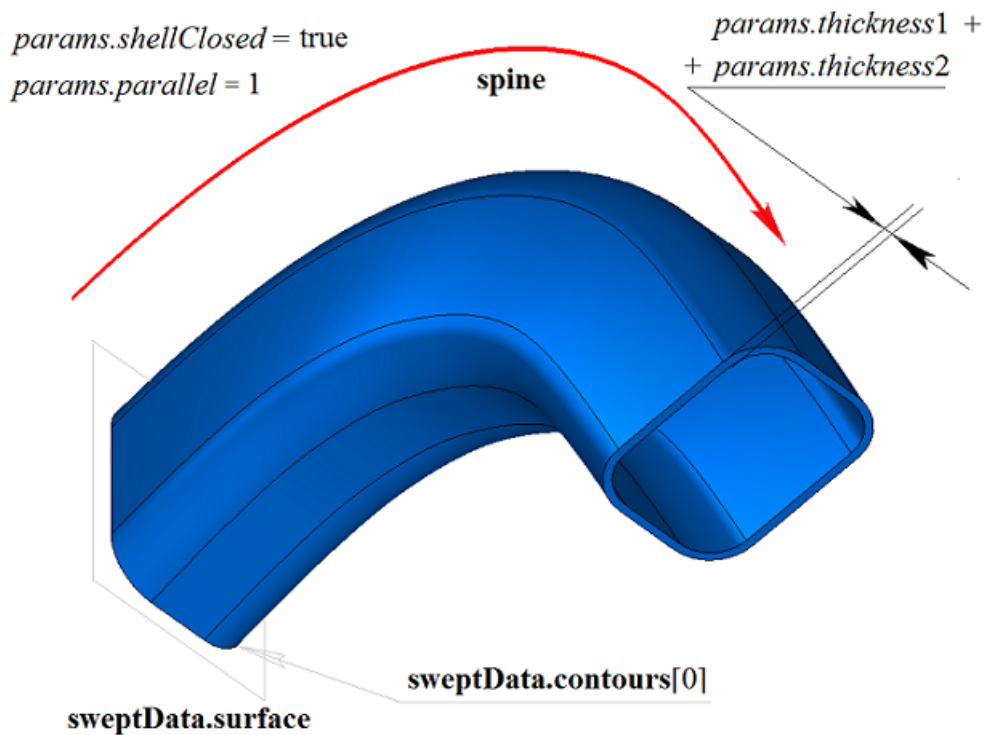 params.shellClosed = true
params.parallel = 1
spine
params.thickness1 +
+ params.thickness2
sweptData.contours[0]
sweptData.surface